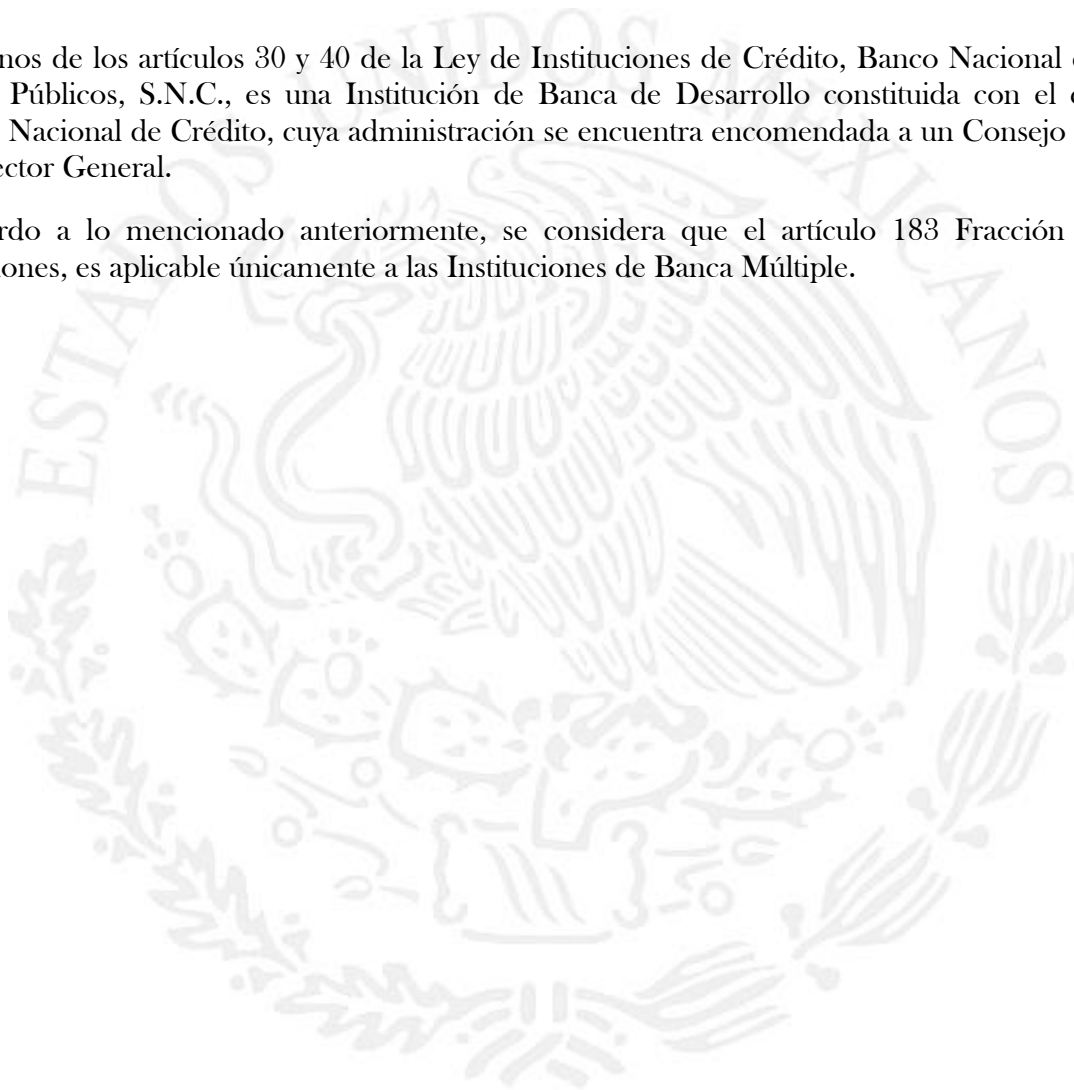 nos de los artículos 30 y 40 de la Ley de Instituciones de Crédito, Banco Nacional
Públicos, S.N.C., es una Institución de Banca de Desarrollo constituida con el
Nacional de Crédito, cuya administración se encuentra encomendada a un Consejo
ector General.
rdo a lo mencionado anteriormente, se considera que el artículo 183 Fracción
ones, es aplicable únicamente a las Instituciones de Banca Múltiple.
ESTADOS UNIDOS MEXICANOS